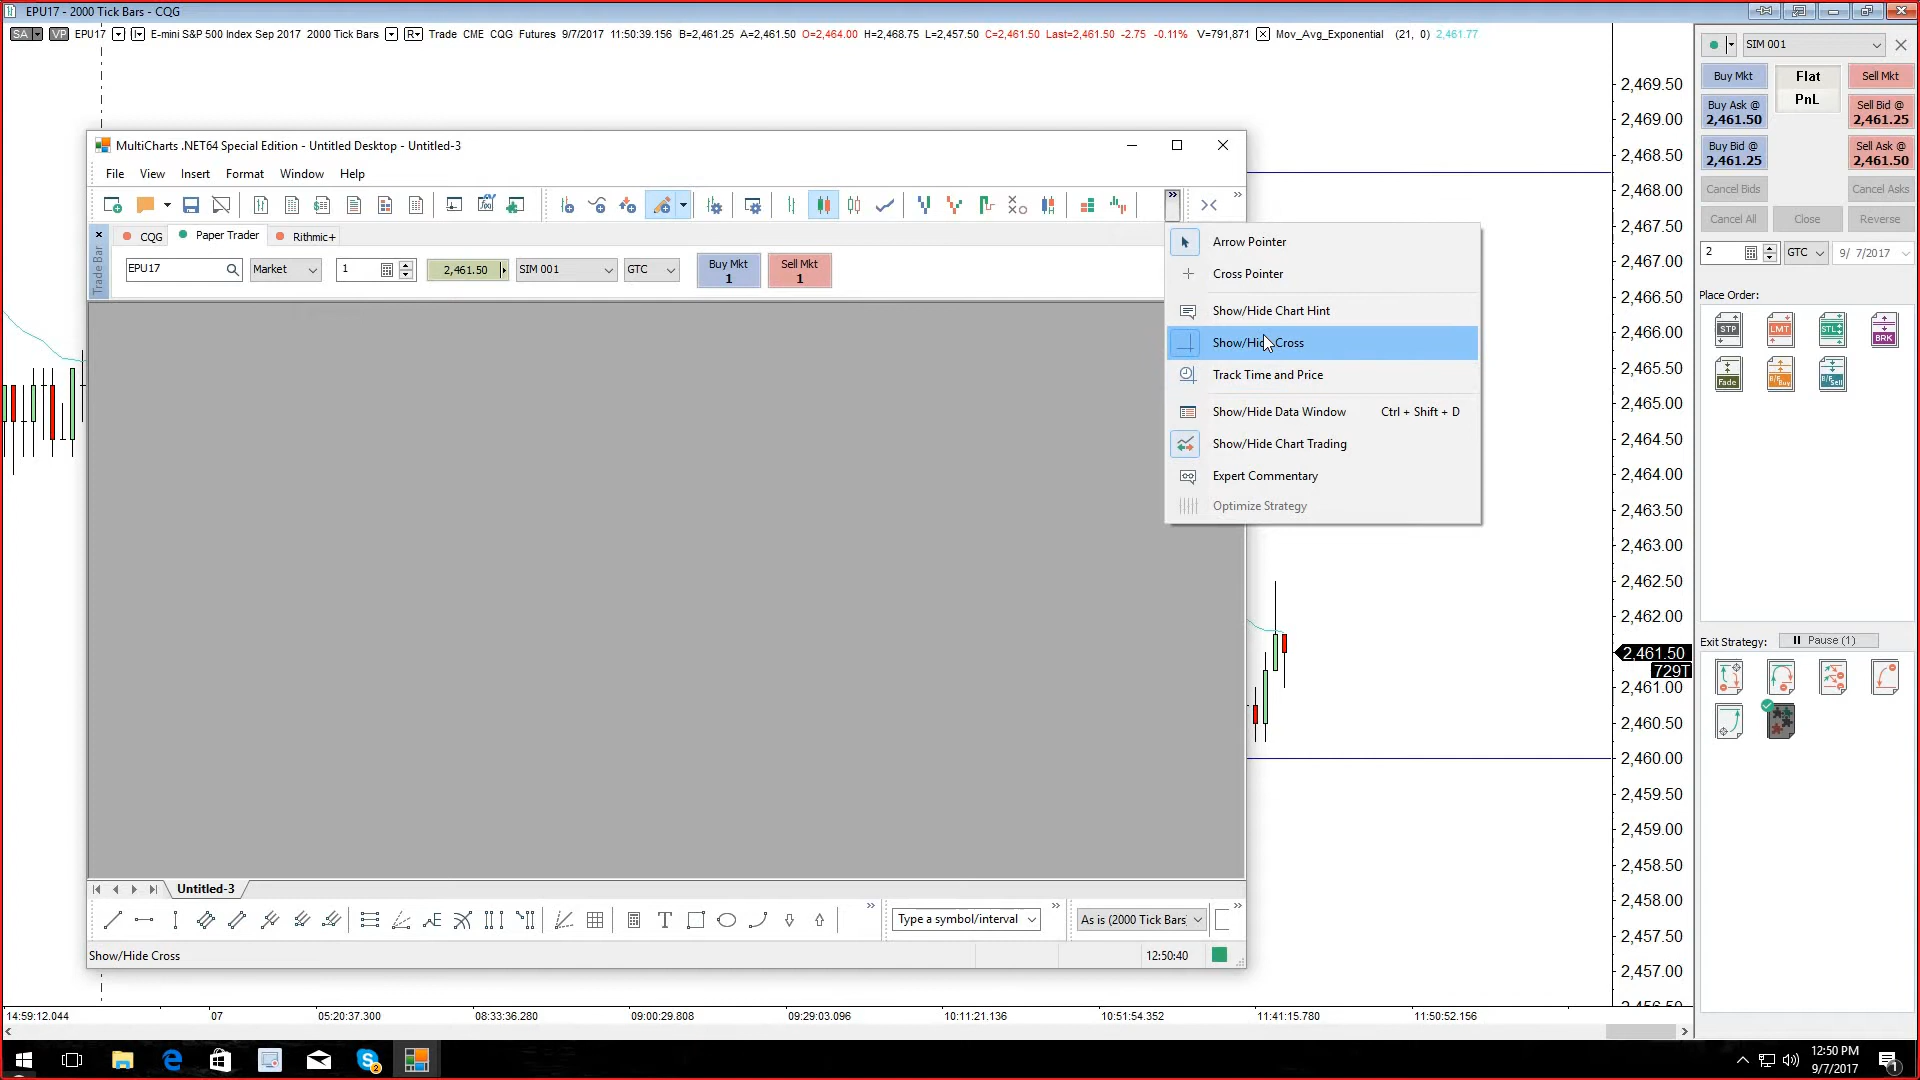 EPU17 - 2000 Tick Bars - CQG
SA VP EPU17 E-mini S&P 500 Index Sep 2017 2000 Tick Bars R Trade CME CQG Futures 9/7/2017 11:50:39.156 B=2,461.25 A=2,461.50 O=2,464.00 H=2,468.75 L=2,457.50 C=2,461.50 Last=2,461.50 -2.75 -0.11% V=791,871 Mov_Avg_Exponential (21, 0) 2,461.77
SIM 001
Buy Mkt Flat Sell Mkt
PnL
Buy Ask @ Sell Bid @
2,461.50 2,461.25
Buy Bid @ Sell Ask @
2,461.25 2,461.50
Cancel Bids Cancel Asks
Cancel All Close Reverse
2 GTC 9/ 7/2017
Place Order:
STP LMT STL BRK
Fade
Buy Sell
Exit Strategy: Pause (1)
MultiCharts .NET64 Special Edition - Untitled Desktop - Untitled-3
File View Insert Format Window Help
Trade Bar
CQG Paper Trader Rithmic+
EPU17 Market 1 2,461.50 SIM 001 GTC Buy Mkt Sell Mkt
1 1
Arrow Pointer
Cross Pointer
Show/Hide Chart Hint
Show/Hide Cross
Track Time and Price
Show/Hide Data Window Ctrl + Shift + D
Show/Hide Chart Trading
Expert Commentary
Optimize Strategy
Untitled-3
T Type a symbol/interval As is (2000 Tick Bars)
Show/Hide Cross 12:50:40
2,469.50
2,469.00
2,468.50
2,468.00
2,467.50
2,467.00
2,466.50
2,466.00
2,465.50
2,465.00
2,464.50
2,464.00
2,463.50
2,463.00
2,462.50
2,462.00
2,461.50
729T
2,461.00
2,460.50
2,460.00
2,459.50
2,459.00
2,458.50
2,458.00
2,457.50
2,457.00
2,456.50
14:59:12.044 07 05:20:37.300 08:33:36.280 09:00:29.808 09:29:03.096 10:11:21.136 10:51:54.352 11:41:15.780 11:50:52.156
2
12:50 PM
9/7/2017
1